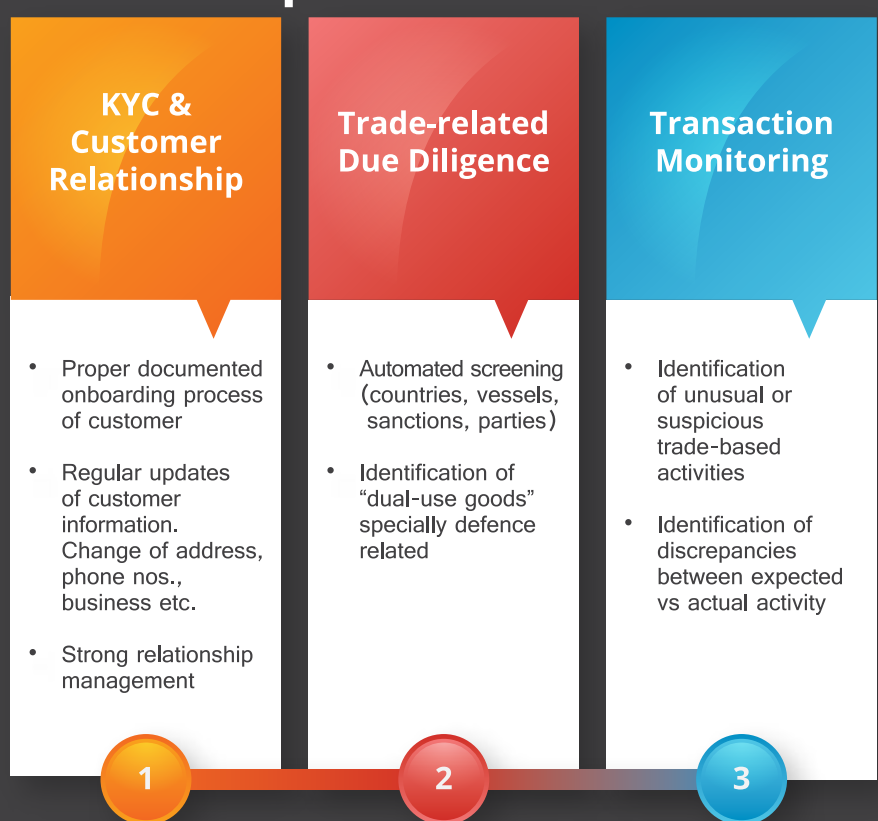 KYC &
Customer
Relationship
• Proper documented
onboarding process
of customer
• Regular updates
of customer
information.
Change of address,
phone nos.,
business etc.
• Strong relationship
management
1
Trade-related
Due Diligence
• Automated screening
(countries, vessels,
sanctions, parties)
• Identification of
“dual-use goods”
specially defence
related
2
Transaction
Monitoring
• Identification
of unusual or
suspicious
trade-based
activities
• Identification of
discrepancies
between expected
vs actual activity
3